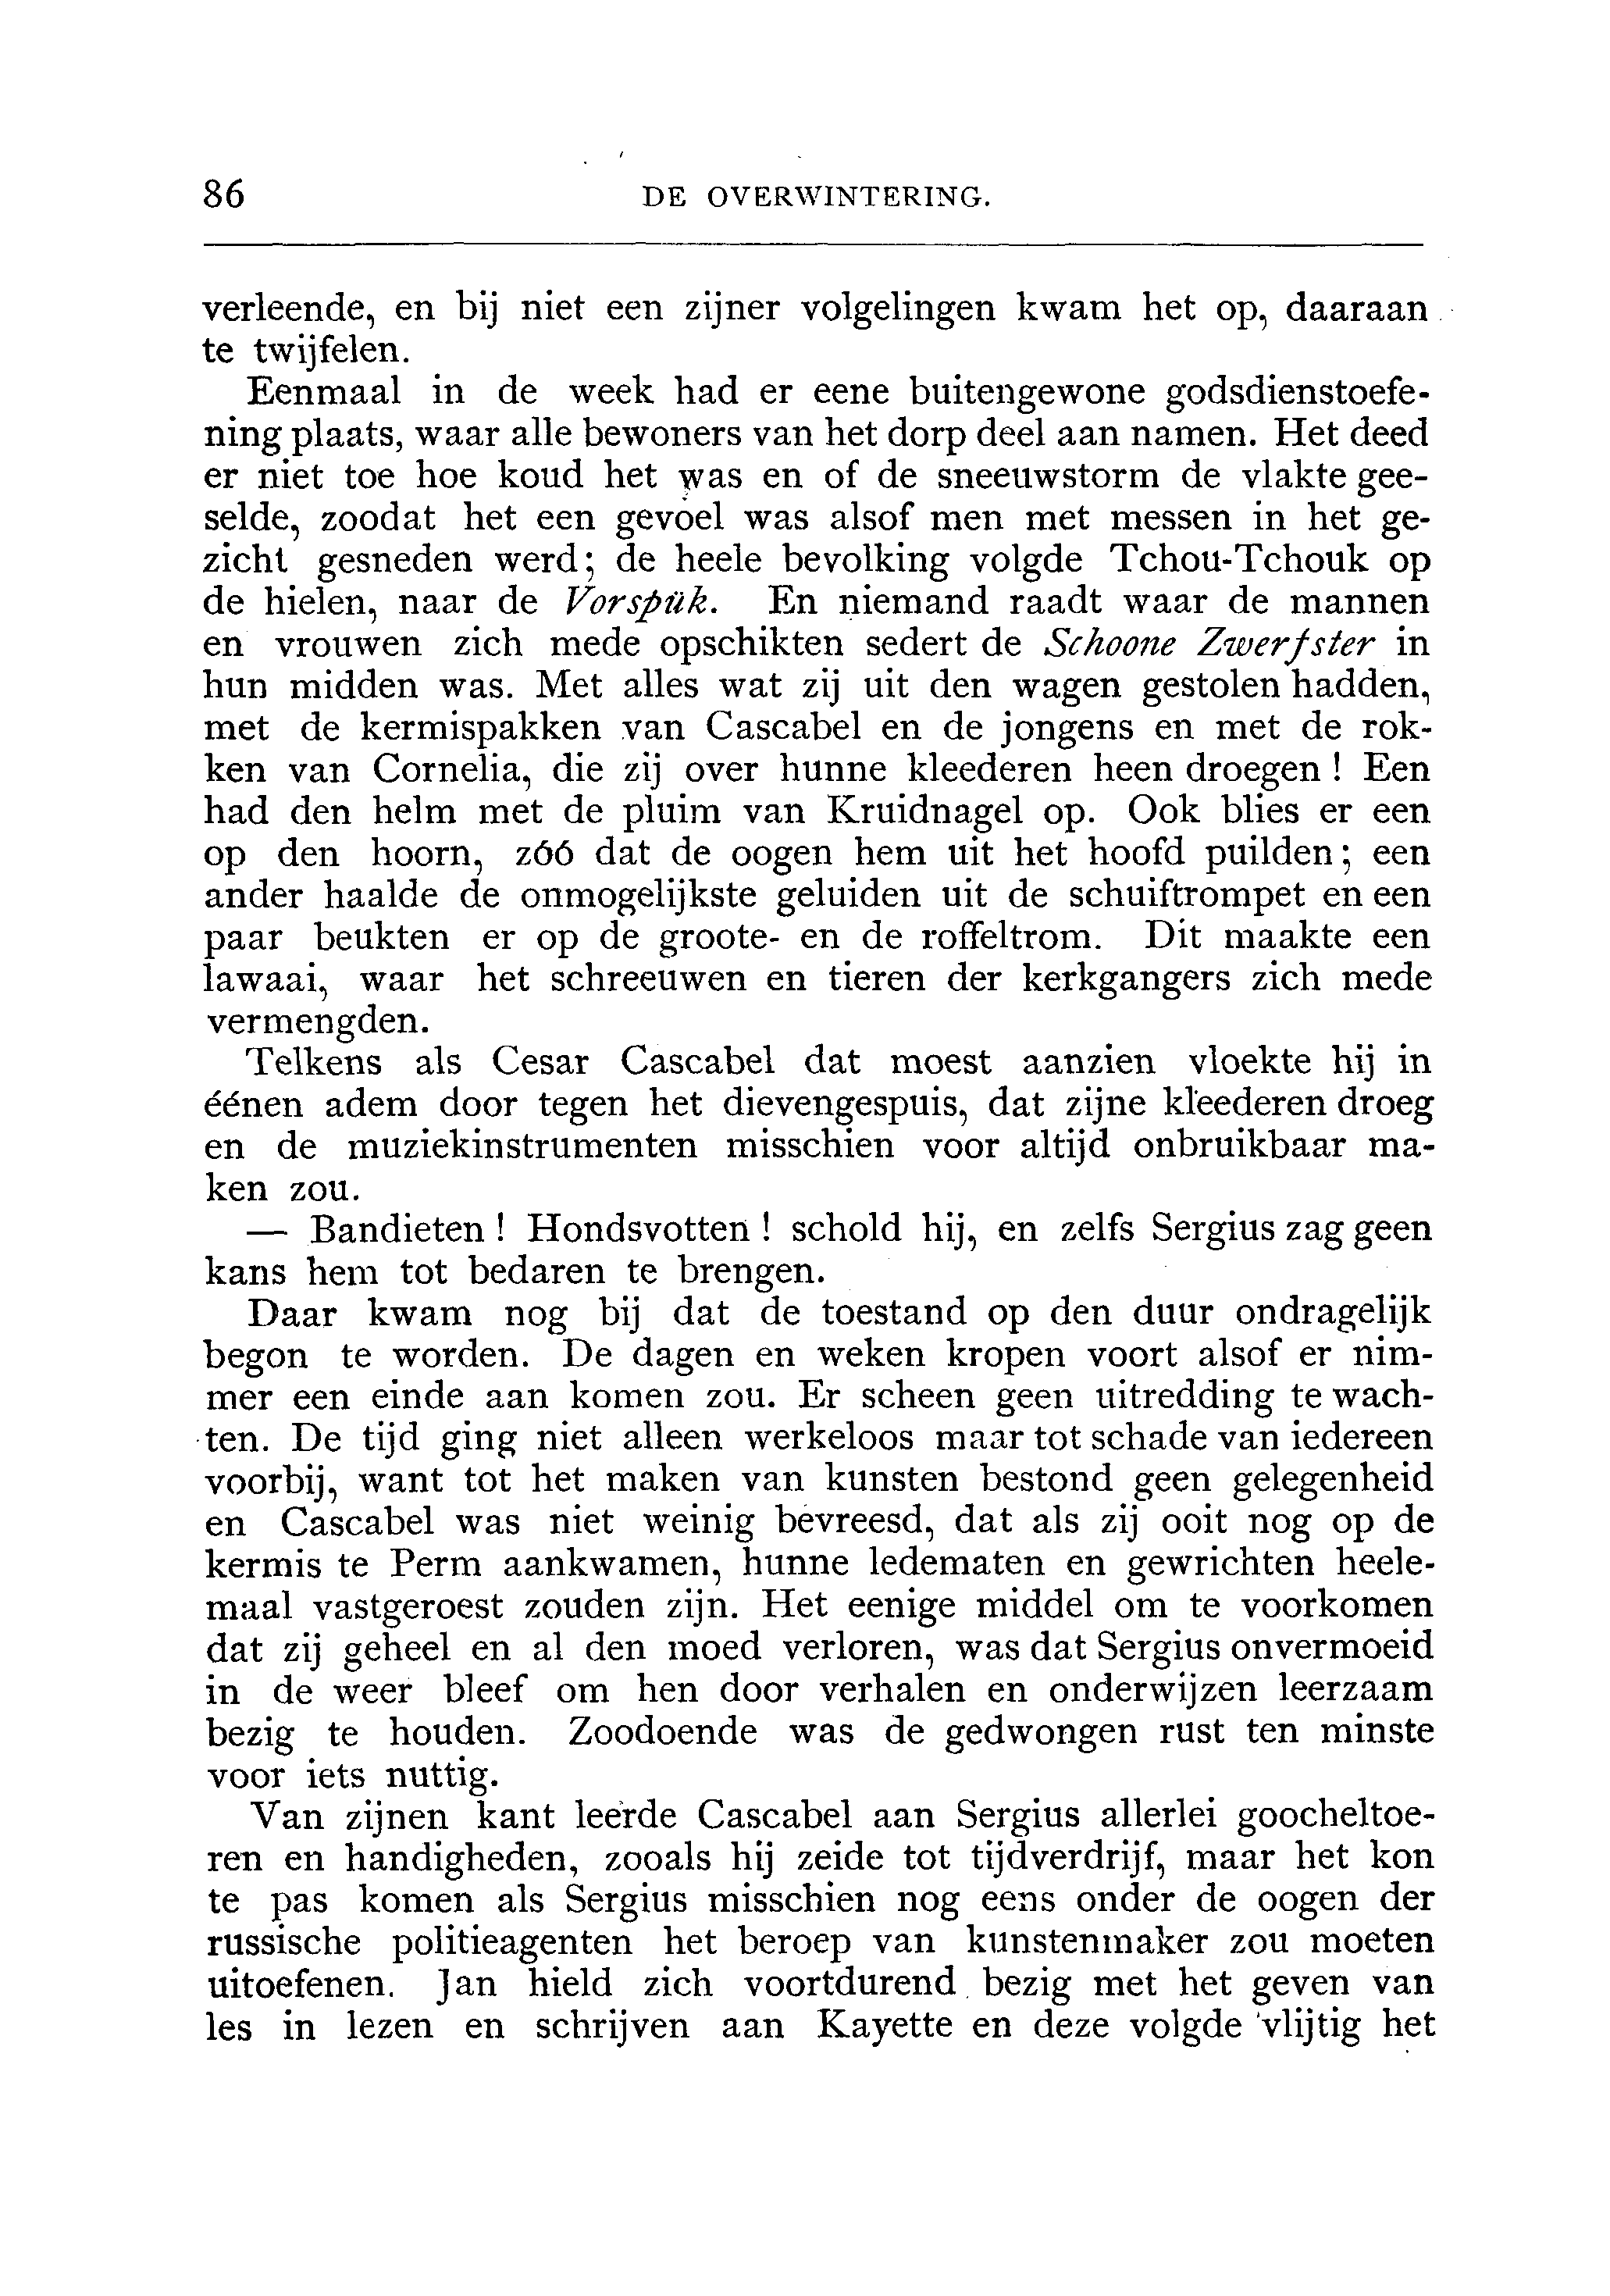 86
DE OVERWINTERING.
verleende, en bij niet een zijner volgelingen kwam het op, daaraan
te twijfelen.
Eenmaal in de week had er eene buitengewone godsdienstoefe-
ning plaats, waar alle bewoners van het dorp deel aan namen. Het deed
er niet toe hoe koud het was en of de sneeuwstorm de vlakte gee-
selde, zoodat het een gevoel was alsof men met messen in het ge-
zicht gesneden werd; de heele bevolking volgde Tchou-Tchouk op
de hielen, naar de Vorspük. En niemand raadt waar de mannen
en vrouwen zich mede opschikten sedert de Schoone Zwerfster in
hun midden was. Met alles wat zij uit den wagen gestolen hadden,
met de kermispakken van Cascabel en de jongens en met de rok-
ken van Cornelia, die zij over hunne kleederen heen droegen! Een
had den helm met de pluim van Kruidnagel op. Ook blies er een
op den hoorn, zóó dat de oogen hem uit het hoofd puilden; een
ander haalde de onmogelijkste geluiden uit de schuiftrompet en een
paar beukten er op de groote- en de roffeltrom. Dit maakte een
lawaai, waar het schreeuwen en tieren der kerkgangers zich mede
vermengden.
Telkens als Cesar Cascabel dat moest aanzien vloekte hij in
éénen adem door tegen het dievengespuis, dat zijne kleederen droeg
en de muziekinstrumenten misschien voor altijd onbruikbaar ma-
ken zou.
— Bandieten! Hondsvotten! schold hij, en zelfs Sergius zag geen
kans hem tot bedaren te brengen.
Daar kwam nog bij dat de toestand op den duur ondragelijk
begon te worden. De dagen en weken kropen voort alsof er nim-
mer een einde aan komen zou. Er scheen geen uitredding te wach-
ten. De tijd ging niet alleen werkeloos maar tot schade van iedereen
voorbij, want tot het maken van kunsten bestond geen gelegenheid
en Cascabel was niet weinig bevreesd, dat als zij ooit nog op de
kermis te Perm aankwamen, hunne ledematen en gewrichten heele-
maal vastgeroest zouden zijn. Het eenige middel om te voorkomen
dat zij geheel en al den moed verloren, was dat Sergius onvermoeid
in de weer bleef om hen door verhalen en onderwijzen leerzaam
bezig te houden. Zoodoende was de gedwongen rust ten minste
voor iets nuttig.
Van zijnen kant leerde Cascabel aan Sergius allerlei goocheltoe-
ren en handigheden, zooals hij zeide tot tijdverdrijf, maar het kon
te pas komen als Sergius misschien nog eens onder de oogen der
russische politieagenten het beroep van kunstenmaker zou moeten
uitoefenen. Jan hield zich voortdurend bezig met het geven van
les in lezen en schrijven aan Kayette en deze volgde vlijtig het